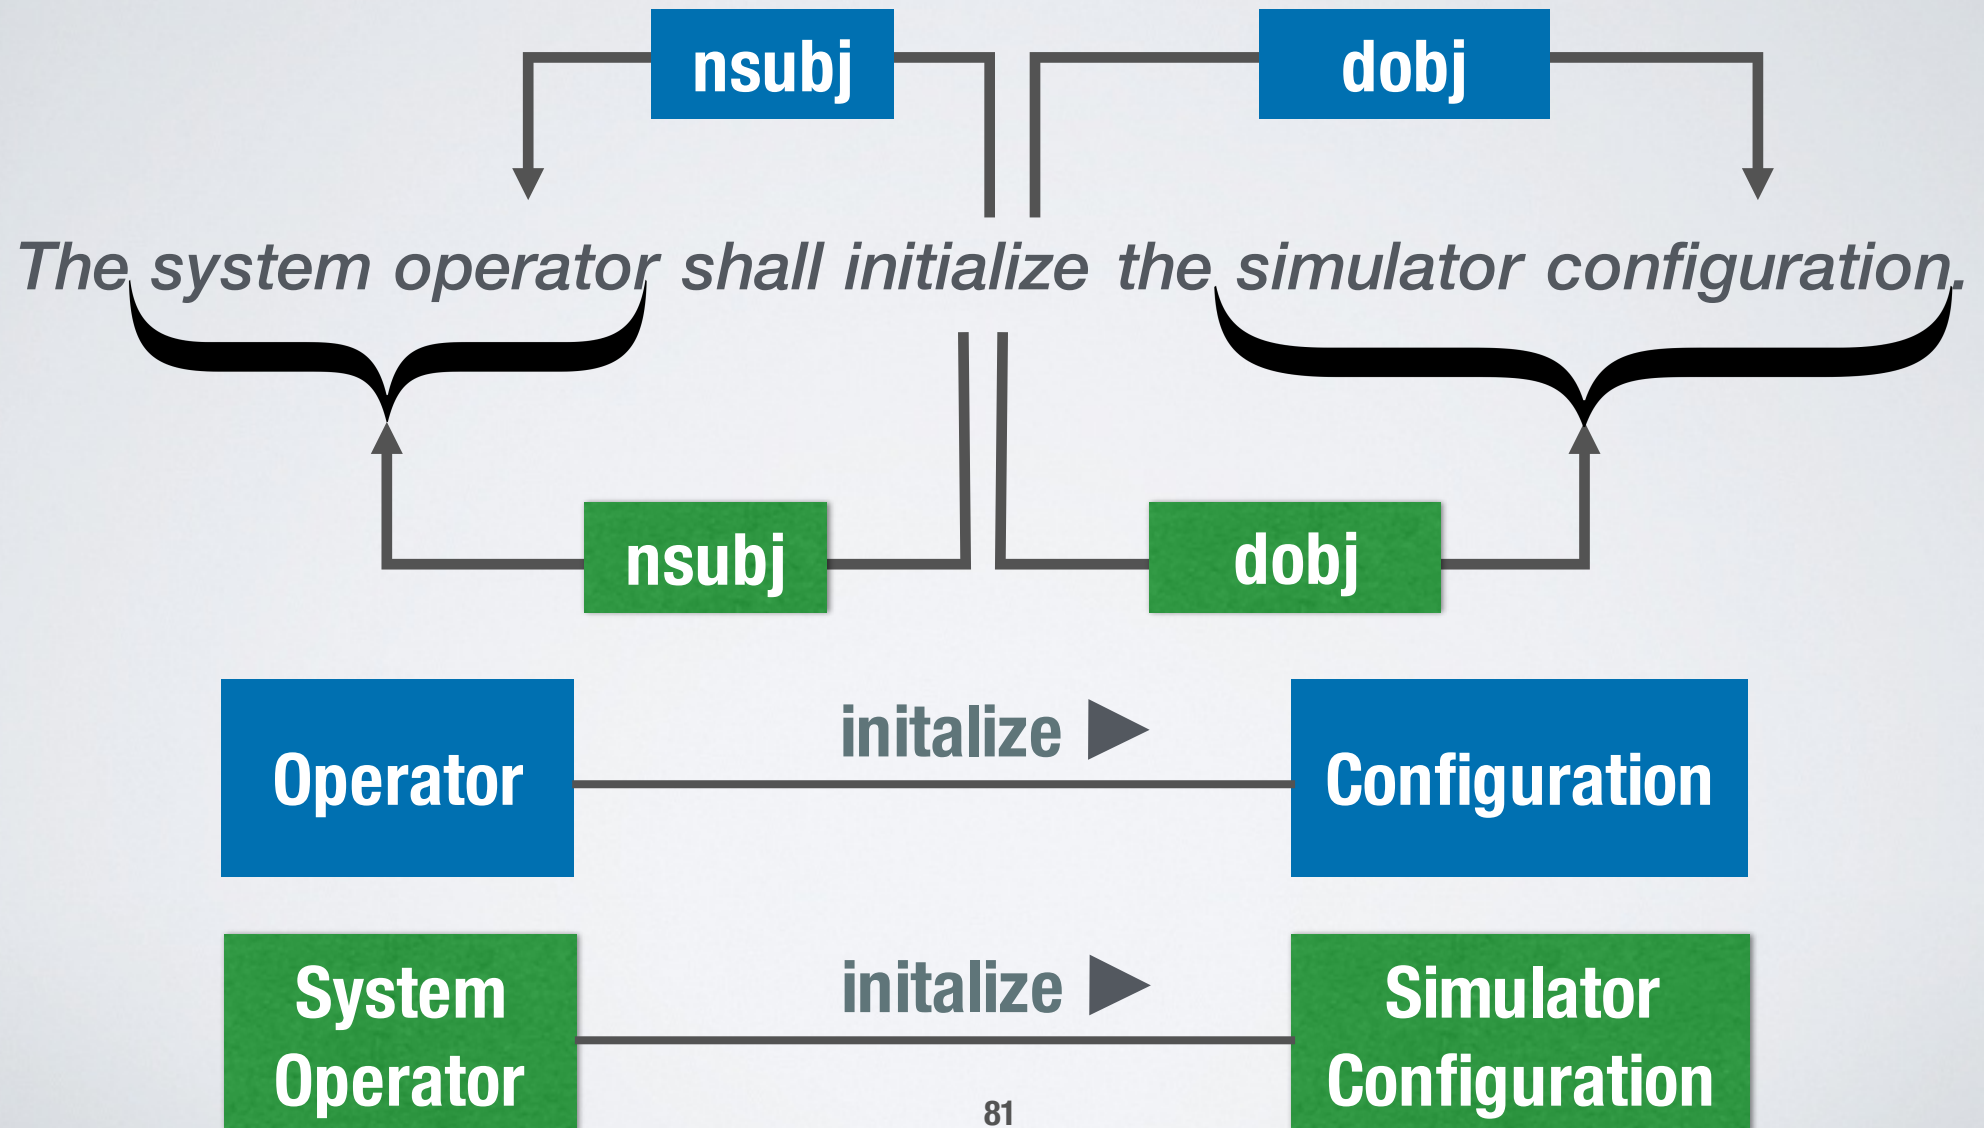 nsubj dobj
The system operator shall initialize the simulator configuration.
nsubj dobj
initalize
Operator Configuration
initalize
System Simulator
Operator Configuration
81